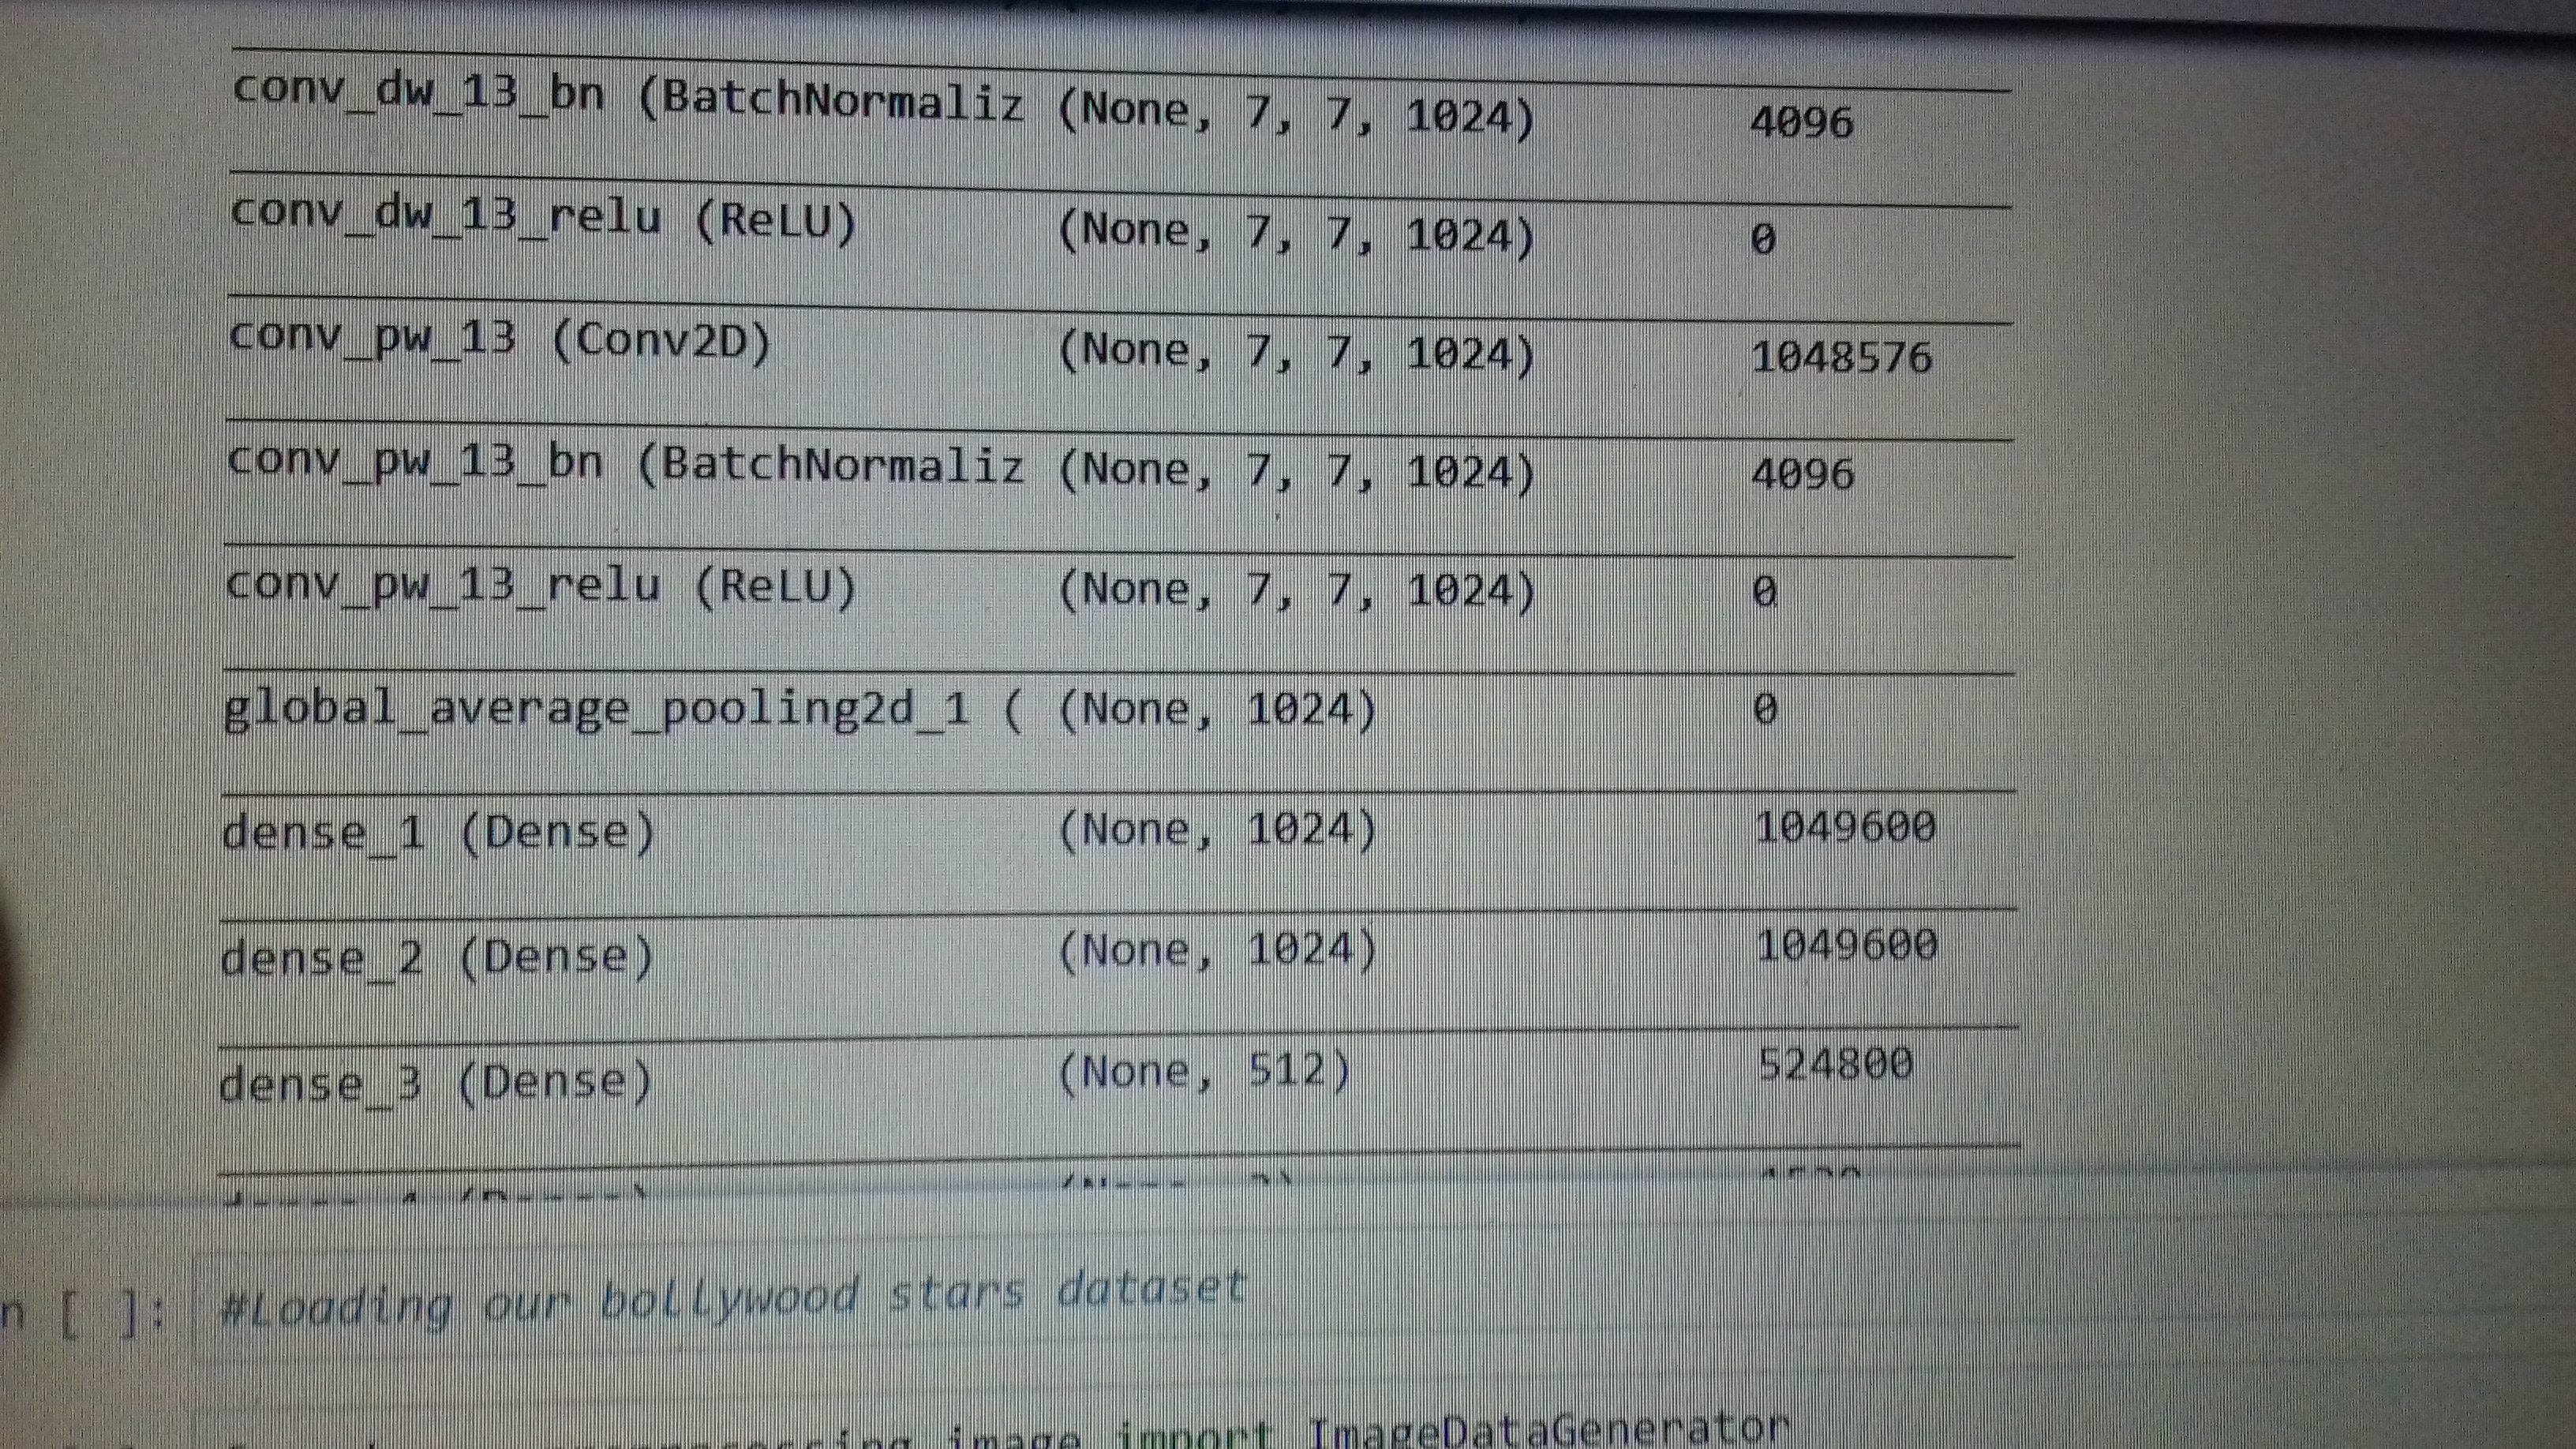 conv_dw_13_bn (BatchNormaliz (None, 7, 7, 1024) 4096
conv_dw_13_relu (ReLU) (None, 7, 7, 1024) 0
conv_pw_13 (Conv2D) (None, 7, 7, 1024) 1048576
conv_pw_13_bn (BatchNormaliz (None, 7, 7, 1024) 4096
conv_pw_13_relu (ReLU) (None, 7, 7, 1024) 0
global_average_pooling2d_1 ( (None, 1024) 0
dense_1 (Dense) (None, 1024) 1049600
dense_2 (Dense) (None, 1024) 1049600
dense_3 (Dense) (None, 512) 524800
n [ ]: #Loading our bollywood stars dataset
image import ImageDataGenerator